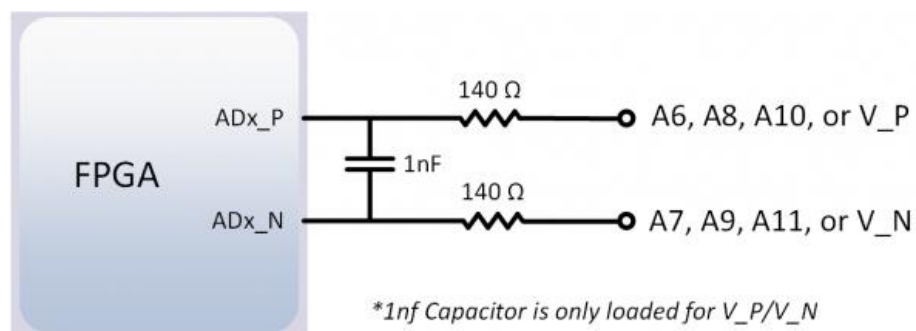 140 Ω
ADx_P
A6, A8, A10, or V_P
FPGA
1nF
140 Ω
ADx_N
A7, A9, A11, or V_N
*1nf Capacitor is only loaded for V_P/V_N